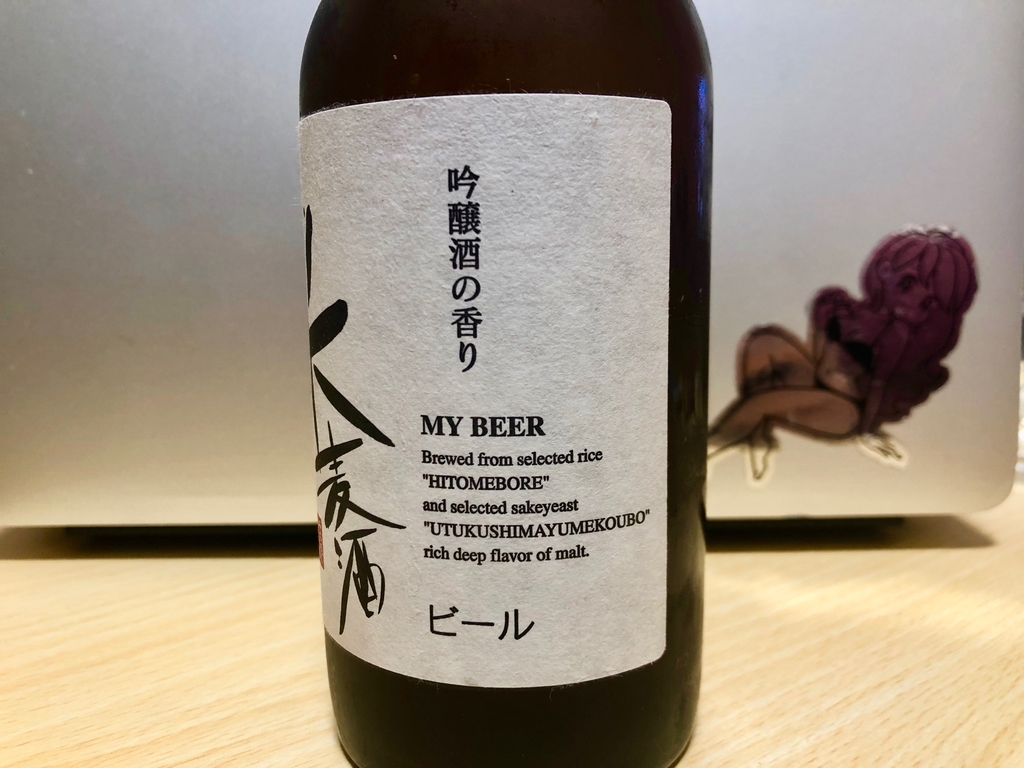 吟醸酒の香り
MY BEER
Brewed from selected rice
"HITOMEBORE"
and selected sakeyeast
"UTUKUSHIMAYUMEKOUBO"
rich deep flavor of malt.
ビール
麦酒